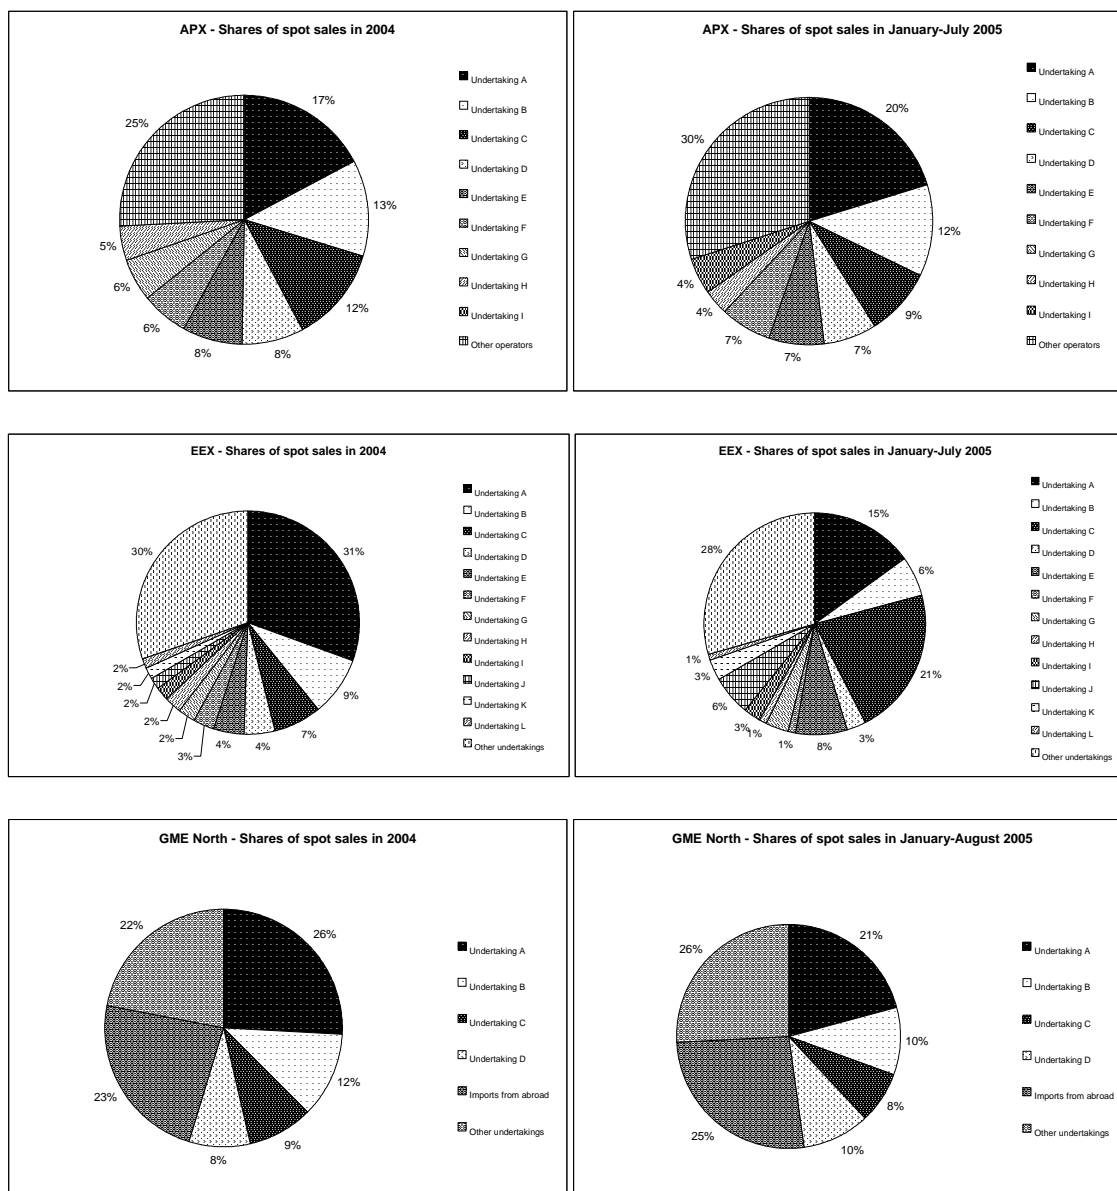 APX - Shares of spot sales in 2004
17%
13%
12%
8%
8%
6%
6%
5%
25%
Undertaking A
Undertaking B
Undertaking C
Undertaking D
Undertaking E
Undertaking F
Undertaking G
Undertaking H
Undertaking I
Other operators
APX - Shares of spot sales in January-July 2005
20%
12%
9%
7%
7%
7%
4%
4%
30%
Undertaking A
Undertaking B
Undertaking C
Undertaking D
Undertaking E
Undertaking F
Undertaking G
Undertaking H
Undertaking I
Other operators
EEX - Shares of spot sales in 2004
31%
9%
7%
4%
4%
3%
2%
2%
2%
2%
2%
30%
Undertaking A
Undertaking B
Undertaking C
Undertaking D
Undertaking E
Undertaking F
Undertaking G
Undertaking H
Undertaking I
Undertaking J
Undertaking K
Undertaking L
Other undertakings
EEX - Shares of spot sales in January-July 2005
15%
6%
21%
3%
8%
1%
1%
3%
6%
3%
1%
28%
Undertaking A
Undertaking B
Undertaking C
Undertaking D
Undertaking E
Undertaking F
Undertaking G
Undertaking H
Undertaking I
Undertaking J
Undertaking K
Undertaking L
Other undertakings
GME North - Shares of spot sales in 2004
26%
12%
9%
8%
23%
22%
Undertaking A
Undertaking B
Undertaking C
Undertaking D
Imports from abroad
Other undertakings
GME North - Shares of spot sales in January-August 2005
21%
10%
8%
10%
25%
26%
Undertaking A
Undertaking B
Undertaking C
Undertaking D
Imports from abroad
Other undertakings